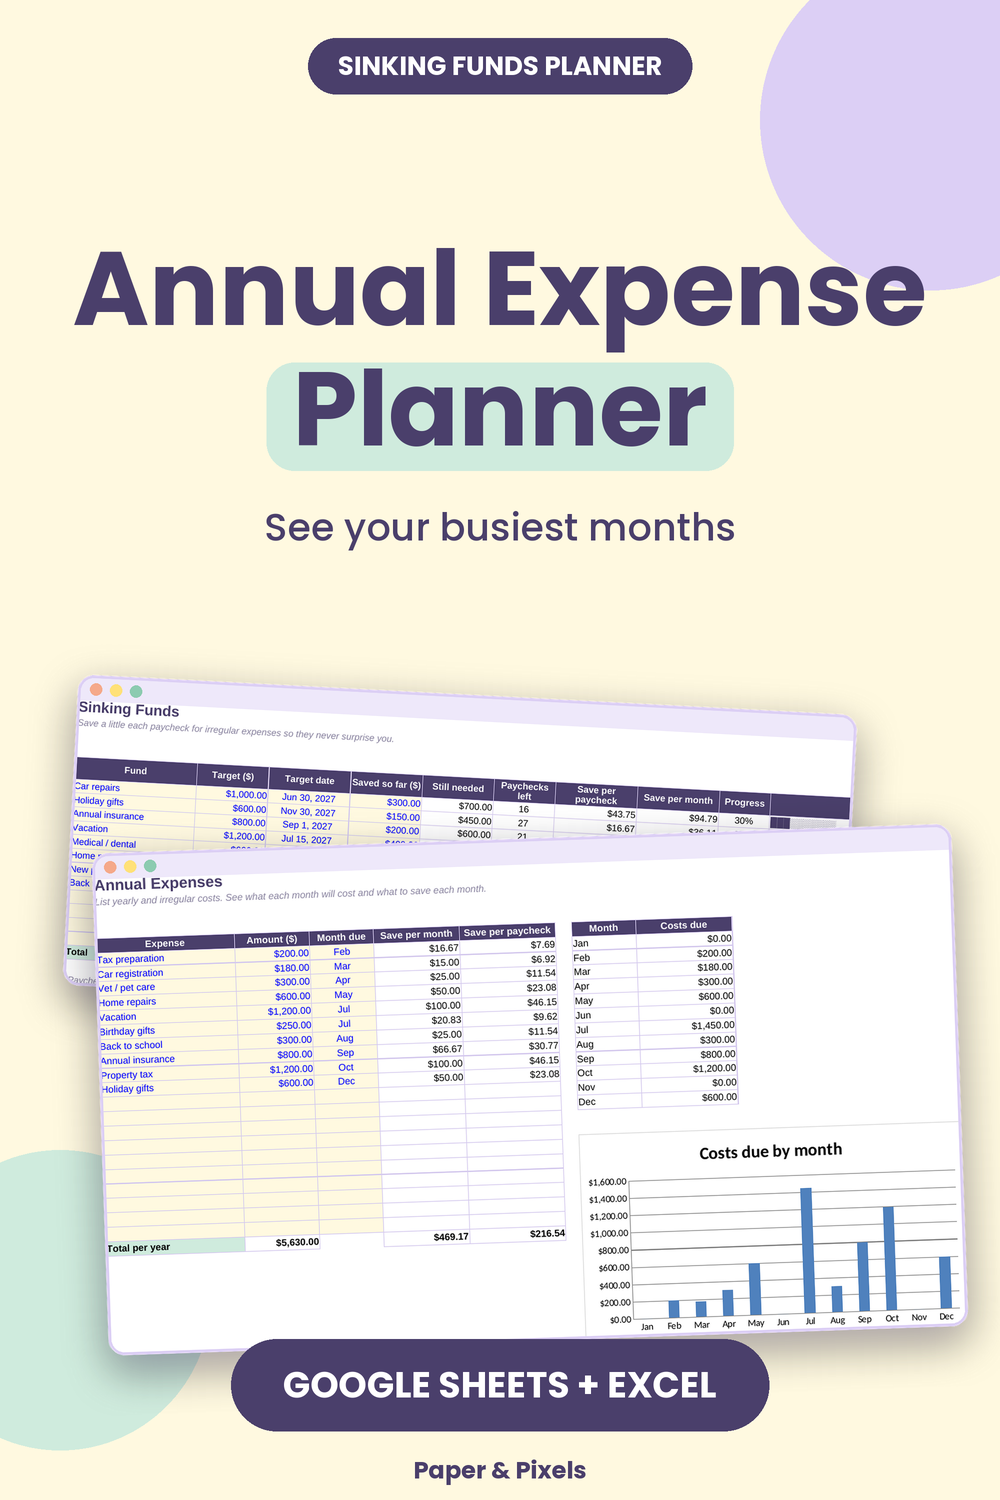 SINKING FUNDS PLANNER
Annual Expense
Planner
See your busiest months
Sinking Funds
Save a little each paycheck for irregular expenses so they never surprise you.
Fund Target ($) Target date Saved so far ($) Still needed Paychecks left Save per paycheck Save per month Progress
Car repairs $1,000.00 Jun 30, 2027 $300.00 $700.00 16 $43.75 $94.79 30%
Holiday gifts $600.00 Nov 30, 2027 $150.00 $450.00 27 $16.67
Annual insurance $800.00 Sep 1, 2027 $200.00 $600.00 21
Vacation $1,200.00 Jul 15, 2027
Medical / dental
Home
New
Back
Total
Annual Expenses
List yearly and irregular costs. See what each month will cost and what to save each month.
Expense Amount ($) Month due Save per month Save per paycheck
Tax preparation $200.00 Feb $16.67 $7.69
Car registration $180.00 Mar $15.00 $6.92
Vet / pet care $300.00 Apr $25.00 $11.54
Home repairs $600.00 May $50.00 $23.08
Vacation $1,200.00 Jul $100.00 $46.15
Birthday gifts $250.00 Jul $20.83 $9.62
Back to school $300.00 Aug $25.00 $11.54
Annual insurance $800.00 Sep $66.67 $30.77
Property tax $1,200.00 Oct $100.00 $46.15
Holiday gifts $600.00 Dec $50.00 $23.08
Total per year $5,630.00 $469.17 $216.54
Month Costs due
Jan $0.00
Feb $200.00
Mar $180.00
Apr $300.00
May $600.00
Jun $0.00
Jul $1,450.00
Aug $300.00
Sep $800.00
Oct $1,200.00
Nov $0.00
Dec $600.00
Costs due by month
$1,600.00
$1,400.00
$1,200.00
$1,000.00
$800.00
$600.00
$400.00
$200.00
$0.00
Jan Feb Mar Apr May Jun Jul Aug Sep Oct Nov Dec
GOOGLE SHEETS + EXCEL
Paper & Pixels